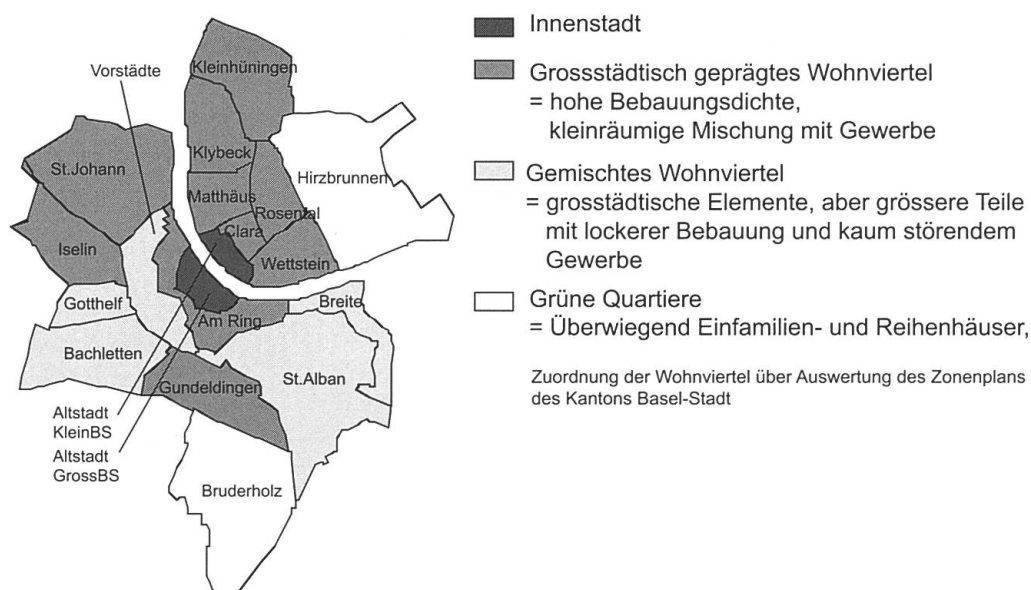 Vorstädte
Kleinhüningen
St.Johann
Klybeck
Hirzbrunnen
Matthäus
Rosental
Clara
Iselin
Wettstein
Gotthelf
Breite
Am Ring
Bachletten
St.Alban
Gundeldingen
Altstadt
KleinBS
Altstadt
GrossBS
Bruderholz
Innenstadt
Grossstädtisch geprägtes Wohnviertel
= hohe Bebauungsdichte,
kleinräumige Mischung mit Gewerbe
Gemischtes Wohnviertel
= grosstädtische Elemente, aber grössere Teile
mit lockerer Bebauung und kaum störendem
Gewerbe
Grüne Quartiere
= Überwiegend Einfamilien- und Reihenhäuser,
Zuordnung der Wohnviertel über Auswertung des Zonenplans
des Kantons Basel-Stadt